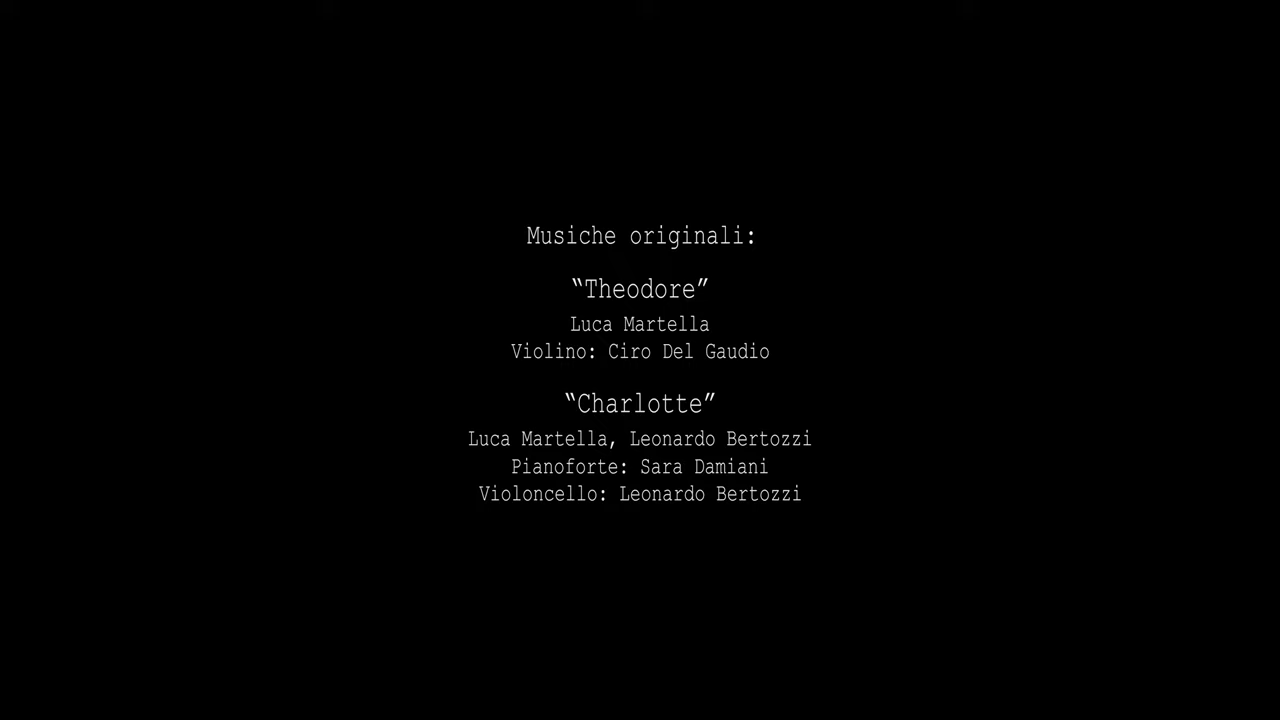 Musiche originali:
“Theodore”
Luca Martella
Violino: Ciro Del Gaudio
“Charlotte”
Luca Martella, Leonardo Bertozzi
Pianoforte: Sara Damiani
Violoncello: Leonardo Bertozzi